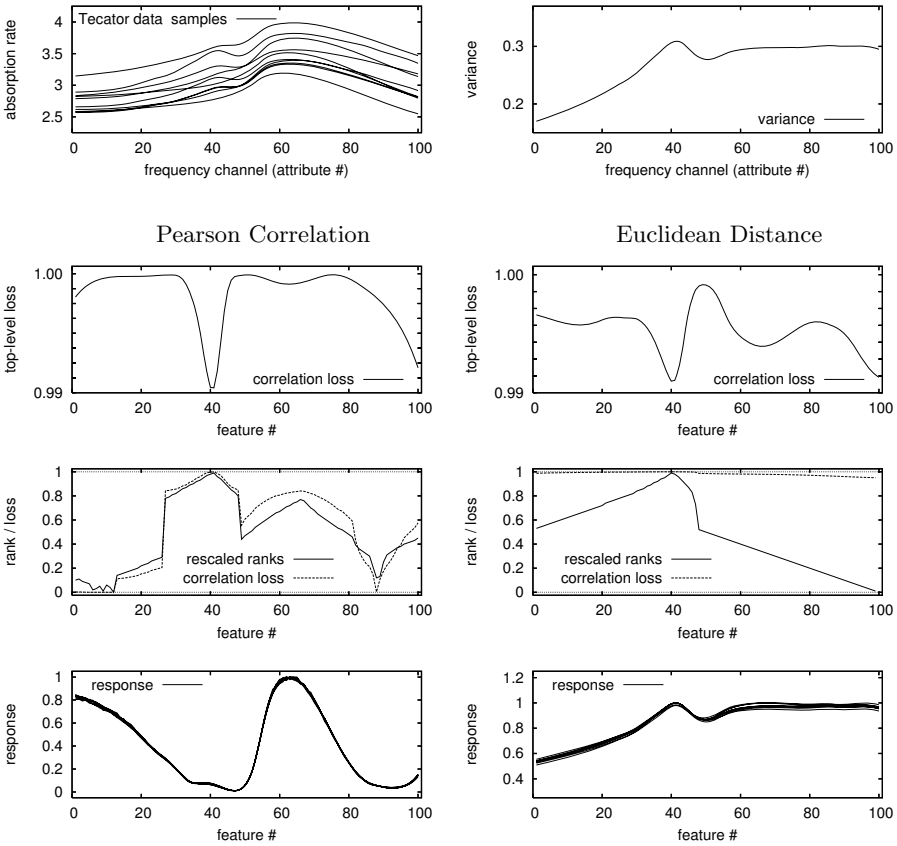 Tecator data samples
absorption rate
4
3.5
3
2.5
0 20 40 60 80 100
frequency channel (attribute #)
variance
0.3
0.2
variance
0 20 40 60 80 100
frequency channel (attribute #)
Pearson Correlation
Euclidean Distance
top-level loss
1.00
0.99
correlation loss
0 20 40 60 80 100
feature #
top-level loss
1.00
0.99
correlation loss
0 20 40 60 80 100
feature #
rank / loss
1
0.8
0.6
0.4
0.2
0
rescaled ranks
correlation loss
0 20 40 60 80 100
feature #
rank / loss
1
0.8
0.6
0.4
0.2
0
rescaled ranks
correlation loss
0 20 40 60 80 100
feature #
response
1
0.8
0.6
0.4
0.2
0
response
0 20 40 60 80 100
feature #
response
1.2
1
0.8
0.6
0.4
response
0 20 40 60 80 100
feature #